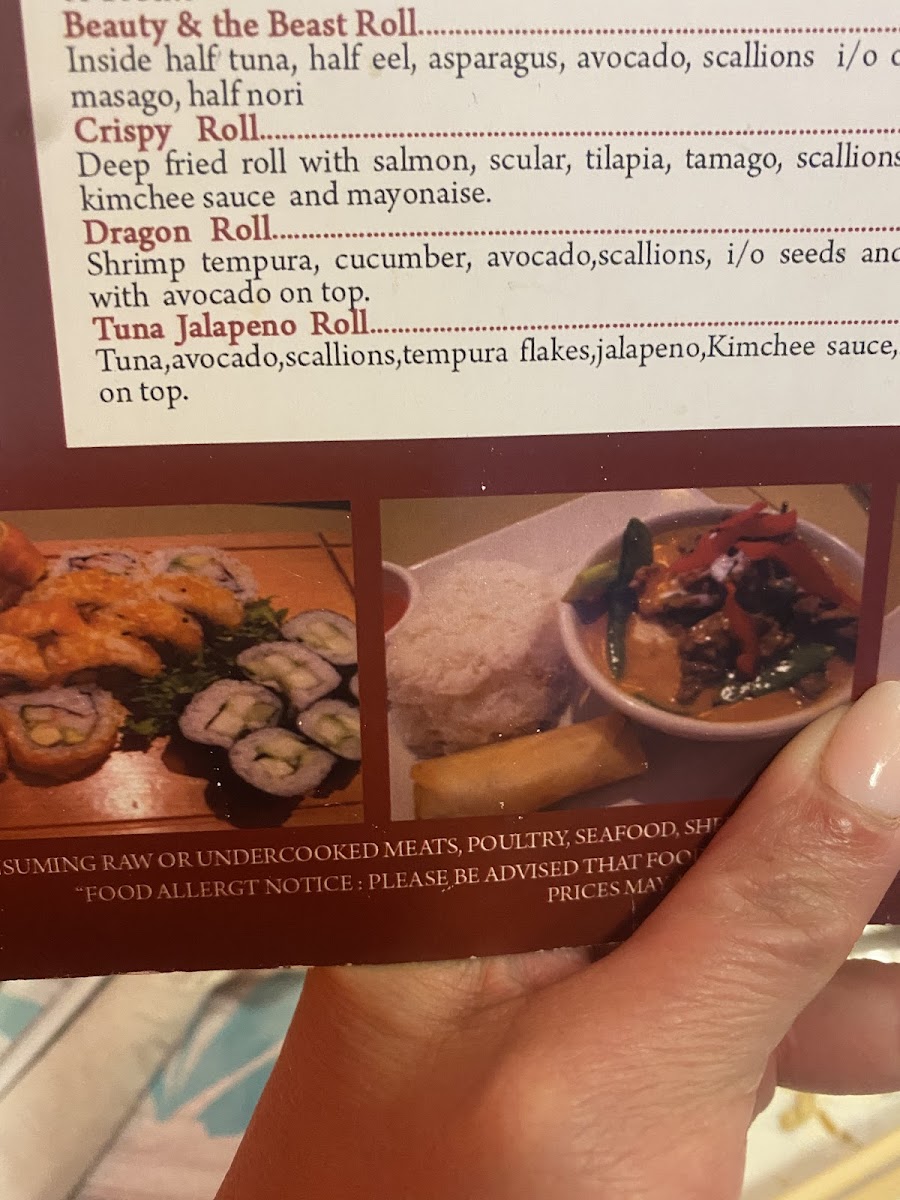 Beauty & the Beast Roll
Inside half tuna, half eel, asparagus, avocado, scallions i/o
masago, half nori
Crispy Roll
Deep fried roll with salmon, scular, tilapia, tamago, scallions
kimchee sauce and mayonaise.
Dragon Roll
Shrimp tempura, cucumber, avocado,scallions, i/o seeds and
with avocado on top.
Tuna Jalapeno Roll
Tuna,avocado,scallions,tempura flakes,jalapeno,Kimchee sauce,
on top.
SUMING RAW OR UNDERCOOKED MEATS, POULTRY, SEAFOOD,
"FOOD ALLERGT NOTICE : PLEASE BE ADVISED THAT FOO
PRICES MAY